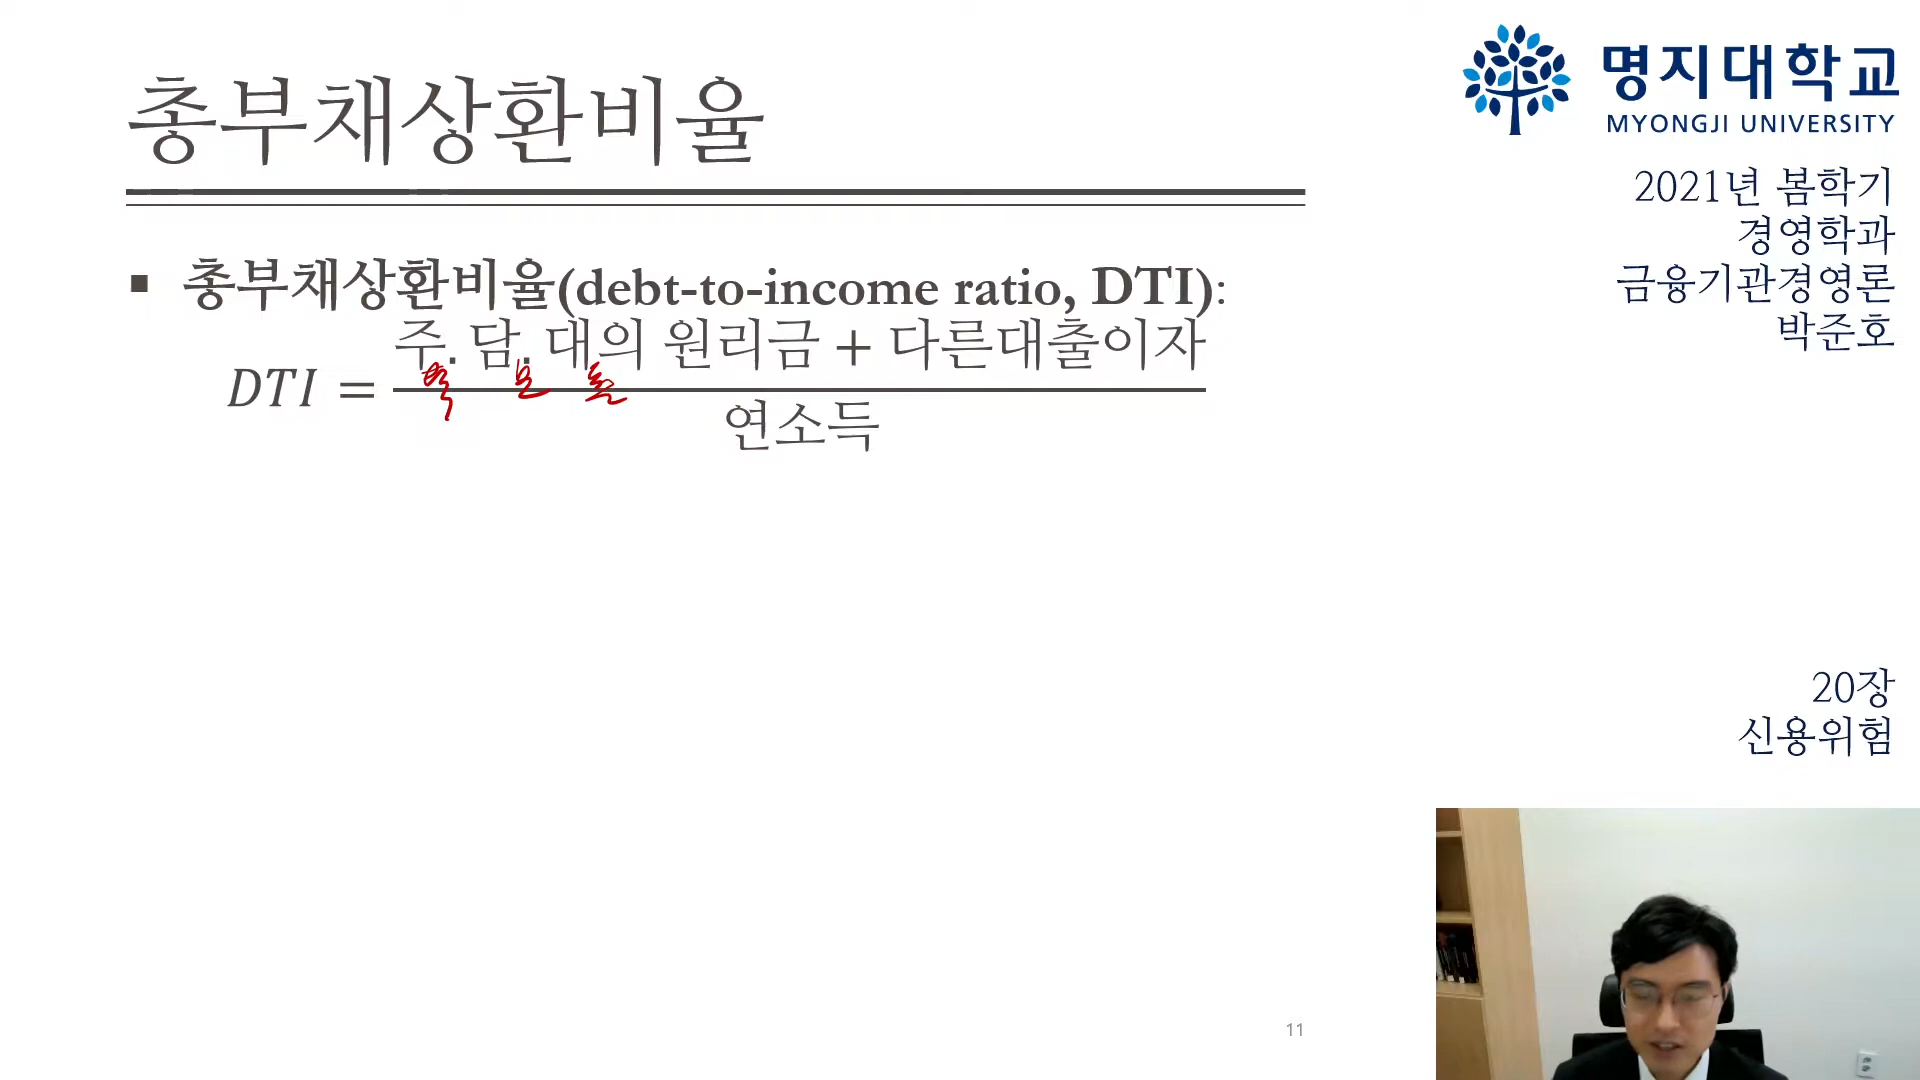 총부채상환비율
▪ 총부채상환비율(debt-to-income ratio, DTI):
DTI = 주. 담. 대의 원리금 + 다른대출이자
연소득
11
명지대학교
MYONGJI UNIVERSITY
2021년 봄학기
경영학과
금융기관경영론
박준호
20장
신용위험